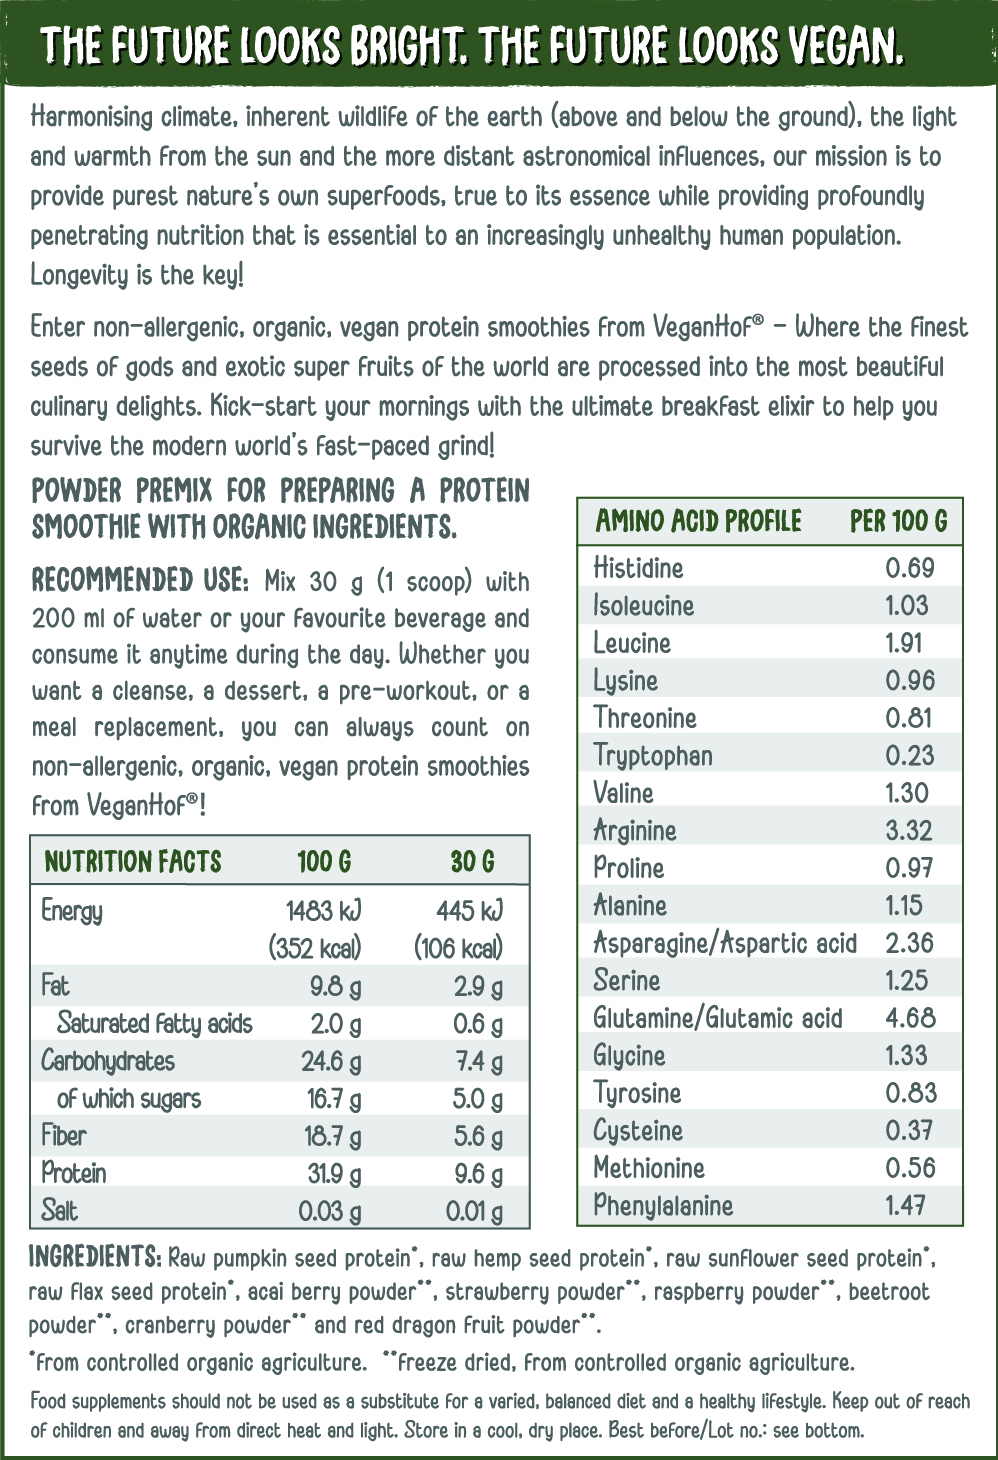 THE FUTURE LOOKS BRIGHT. THE FUTURE LOOKS VEGAN.
Harmonising climate, inherent wildlife of the earth (above and below the ground), the light
and warmth from the sun and the more distant astronomical influences, our mission is to
provide purest nature's own superfoods, true to its essence while providing profoundly
penetrating nutrition that is essential to an increasingly unhealthy human population.
Longevity is the key!
Enter non-allergenic, organic, vegan protein smoothies from VeganHof® - Where the finest
seeds of gods and exotic super fruits of the world are processed into the most beautiful
culinary delights. Kick-start your mornings with the ultimate breakfast elixir to help you
survive the modern world's fast-paced grind!
POWDER PREMIX FOR PREPARING A PROTEIN
SMOOTHIE WITH ORGANIC INGREDIENTS.
RECOMMENDED USE: Mix 30 g (1 scoop) with
200 ml of water or your favourite beverage and
consume it anytime during the day. Whether you
want a cleanse, a dessert, a pre-workout, or a
meal replacement, you can always count on
non-allergenic, organic, vegan protein smoothies
from VeganHof®!
NUTRITION FACTS 100 G 30 G
Energy 1483 kJ 445 kJ
(352 kcal) (106 kcal)
Fat 9.8 g 2.9 g
Saturated fatty acids 2.0 g 0.6 g
Carbohydrates 24.6 g 7.4 g
of which sugars 16.7 g 5.0 g
Fiber 18.7 g 5.6 g
Protein 31.9 g 9.6 g
Salt 0.03 g 0.01 g
AMINO ACID PROFILE PER 100 G
Histidine 0.69
Isoleucine 1.03
Leucine 1.91
Lysine 0.96
Threonine 0.81
Tryptophan 0.23
Valine 1.30
Arginine 3.32
Proline 0.97
Alanine 1.15
Asparagine/Aspartic acid 2.36
Serine 1.25
Glutamine/Glutamic acid 4.68
Glycine 1.33
Tyrosine 0.83
Cysteine 0.37
Methionine 0.56
Phenylalanine 1.47
INGREDIENTS: Raw pumpkin seed protein*, raw hemp seed protein*, raw sunflower seed protein*,
raw flax seed protein*, acai berry powder**, strawberry powder**, raspberry powder**, beetroot
powder**, cranberry powder** and red dragon fruit powder**.
*from controlled organic agriculture. **freeze dried, from controlled organic agriculture.
Food supplements should not be used as a substitute for a varied, balanced diet and a healthy lifestyle. Keep out of reach
of children and away from direct heat and light. Store in a cool, dry place. Best before/Lot no.: see bottom.